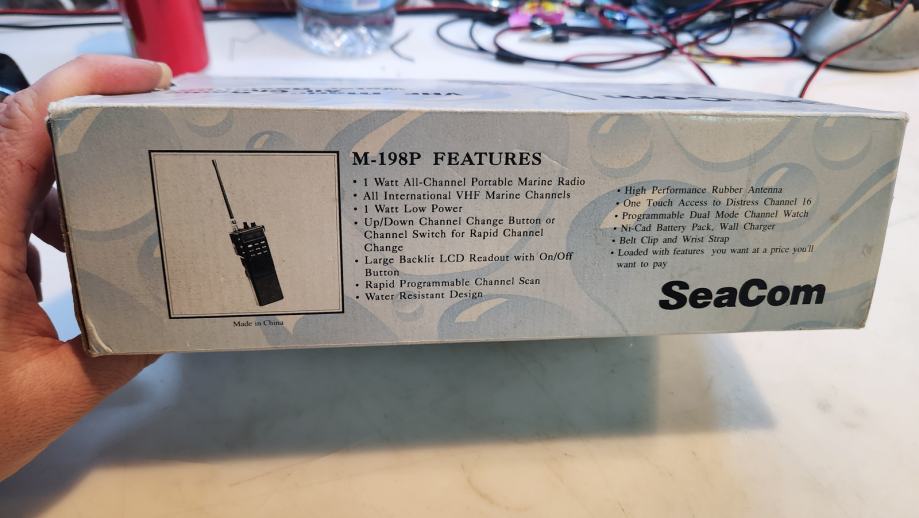 M-198P FEATURES
• 1 Watt All-Channel Portable Marine Radio
• All International VHF Marine Channels
• 1 Watt Low Power
• Up/Down Channel Change Button or
Channel Switch for Rapid Channel
Change
• Large Backlit LCD Readout with On/Off
Button
• Rapid Programmable Channel Scan
• Water Resistant Design
• High Performance Rubber Antenna
• One Touch Access to Distress Channel 16
• Programmable Dual Mode Channel Watch
• Ni-Cad Battery Pack, Wall Charger
• Belt Clip and Wrist Strap
• Loaded with features you want at a price you'll
want to pay
SeaCom
Made in China